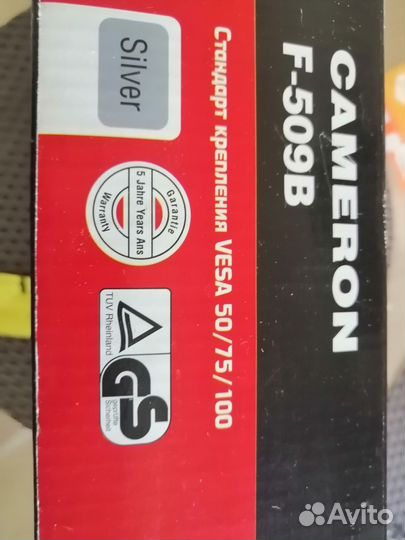 CAMERON
F-509B
Стандарт крепления VESA 50/75/100
Silver
Garantie
5 Jahre Years Ans
Warranty
TÜV Rheinland
GS
geprüfte
Sicherheit
Avito